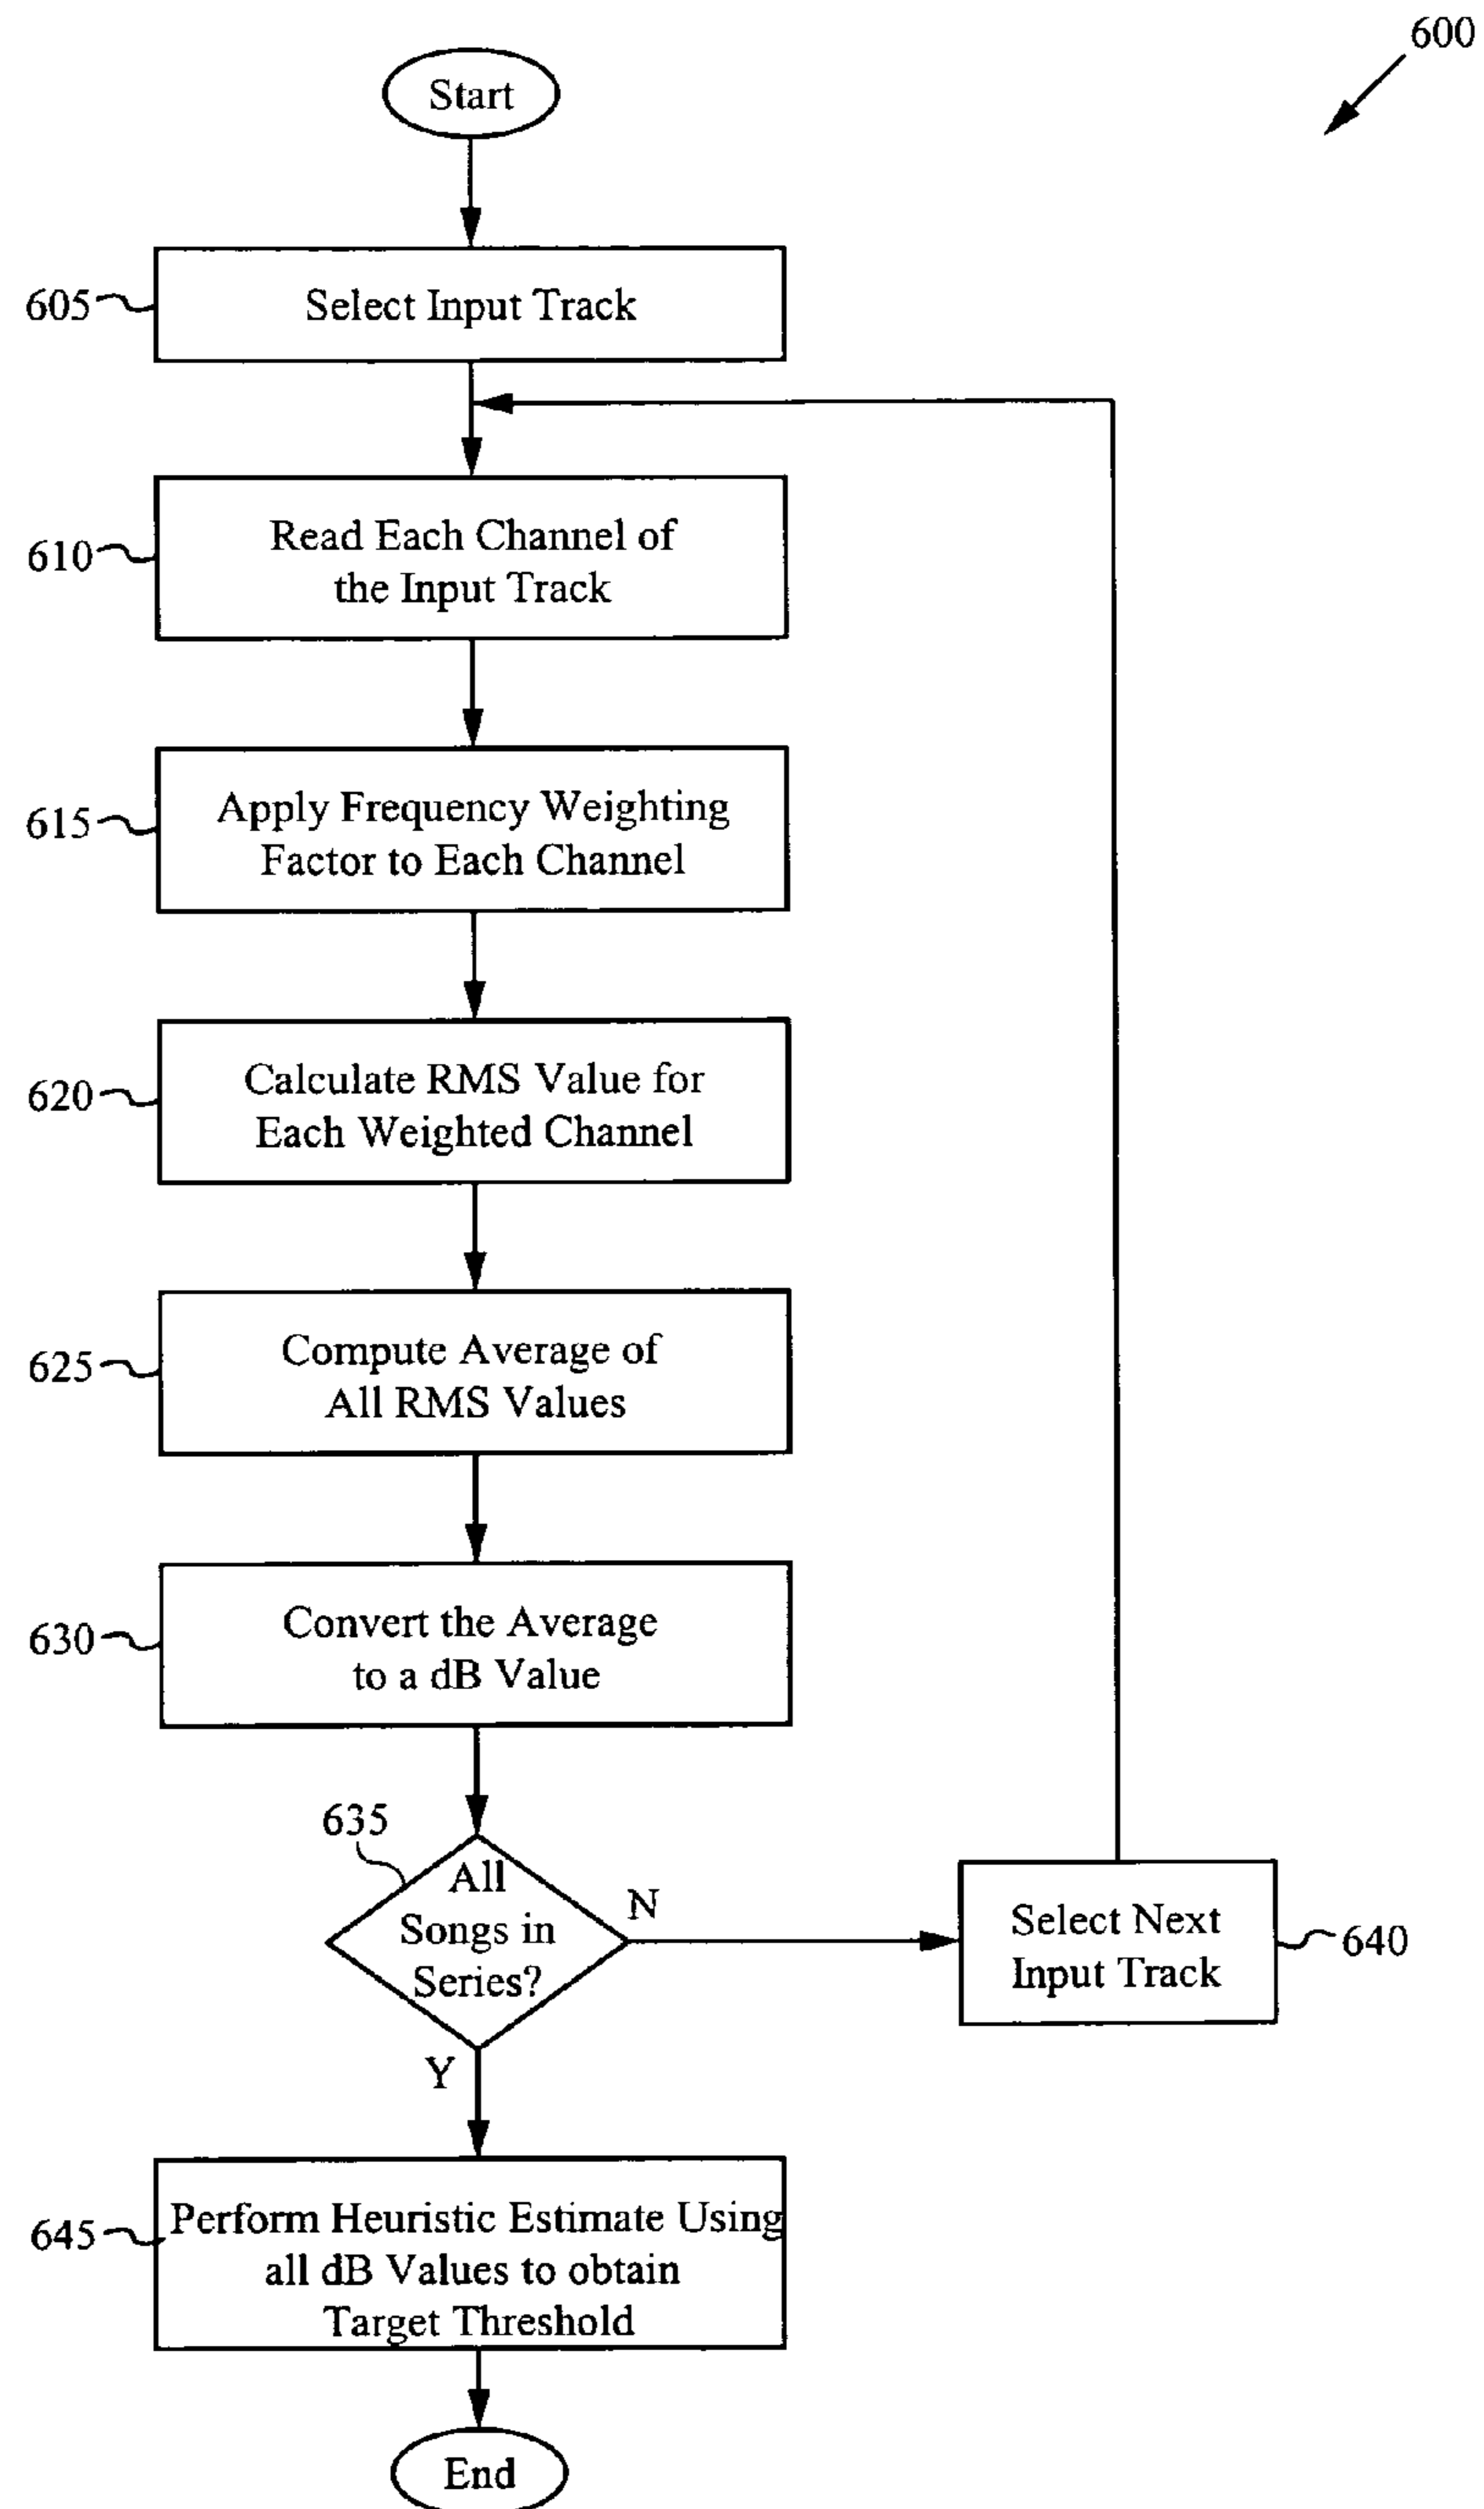 600
Start
605
Select Input Track
610
Read Each Channel of
the Input Track
615
Apply Frequency Weighting
Factor to Each Channel
620
Calculate RMS Value for
Each Weighted Channel
625
Compute Average of
All RMS Values
630
Convert the Average
to a dB Value
635
All
Songs in
Series?
N
Select Next
Input Track
640
Y
645
Perform Heuristic Estimate Using
all dB Values to obtain
Target Threshold
End